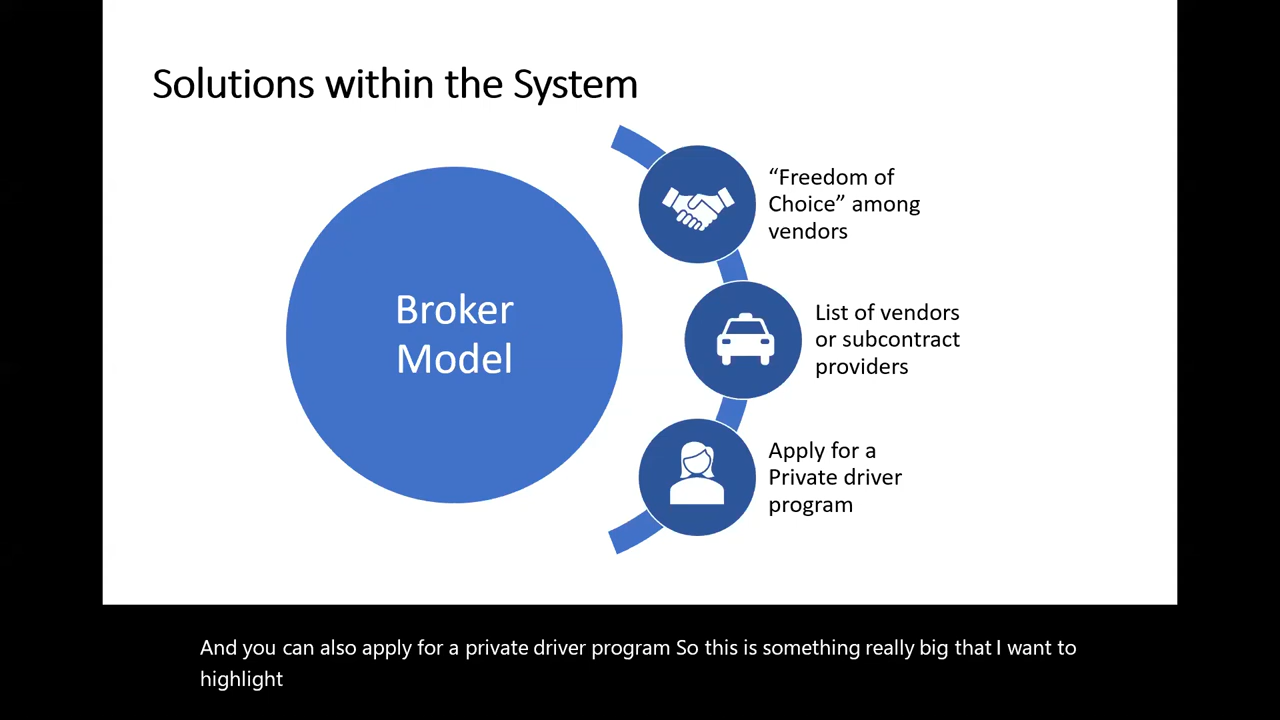 Solutions within the System
Broker
Model
“Freedom of
Choice” among
vendors
List of vendors
or subcontract
providers
Apply for a
Private driver
program
And you can also apply for a private driver program So this is something really big that I want to
highlight